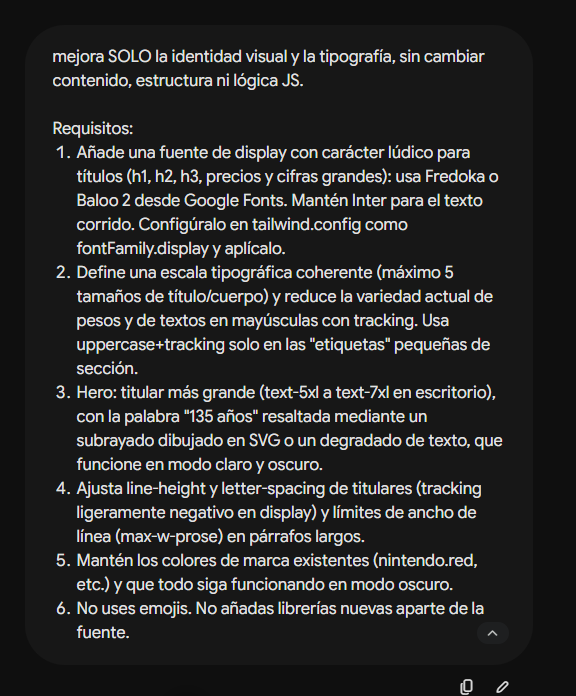 mejora SOLO la identidad visual y la tipografía, sin cambiar
contenido, estructura ni lógica JS.
Requisitos:
1. Añade una fuente de display con carácter lúdico para
títulos (h1, h2, h3, precios y cifras grandes): usa Fredoka o
Baloo 2 desde Google Fonts. Mantén Inter para el texto
corrido. Configúralo en tailwind.config como
fontFamily.display y aplícalo.
2. Define una escala tipográfica coherente (máximo 5
tamaños de título/cuerpo) y reduce la variedad actual de
pesos y de textos en mayúsculas con tracking. Usa
uppercase+tracking solo en las "etiquetas" pequeñas de
sección.
3. Hero: titular más grande (text-5xl a text-7xl en escritorio),
con la palabra "135 años" resaltada mediante un
subrayado dibujado en SVG o un degradado de texto, que
funcione en modo claro y oscuro.
4. Ajusta line-height y letter-spacing de titulares (tracking
ligeramente negativo en display) y límites de ancho de
línea (max-w-prose) en párrafos largos.
5. Mantén los colores de marca existentes (nintendo.red,
etc.) y que todo siga funcionando en modo oscuro.
6. No uses emojis. No añadas librerías nuevas aparte de la
fuente.